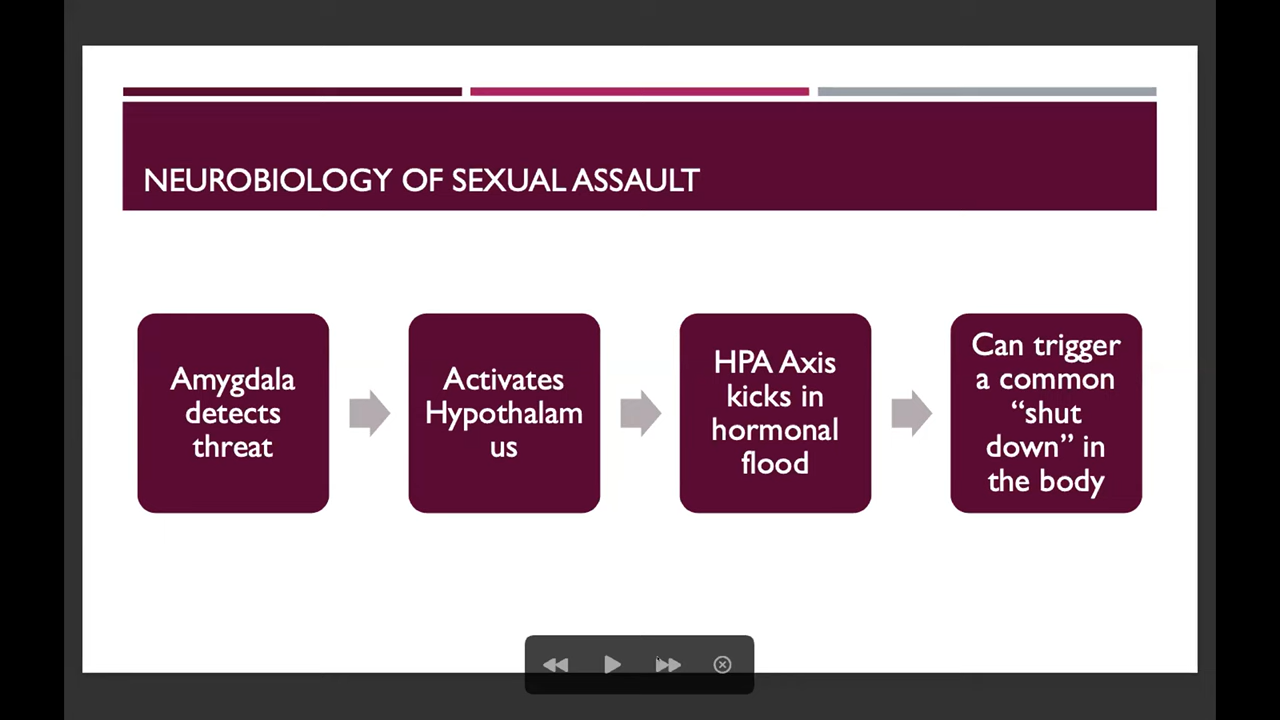 NEUROBIOLOGY OF SEXUAL ASSAULT
Amygdala
detects
threat
Activates
Hypothalam
us
HPA Axis
kicks in
hormonal
flood
Can trigger
a common
“shut
down” in
the body